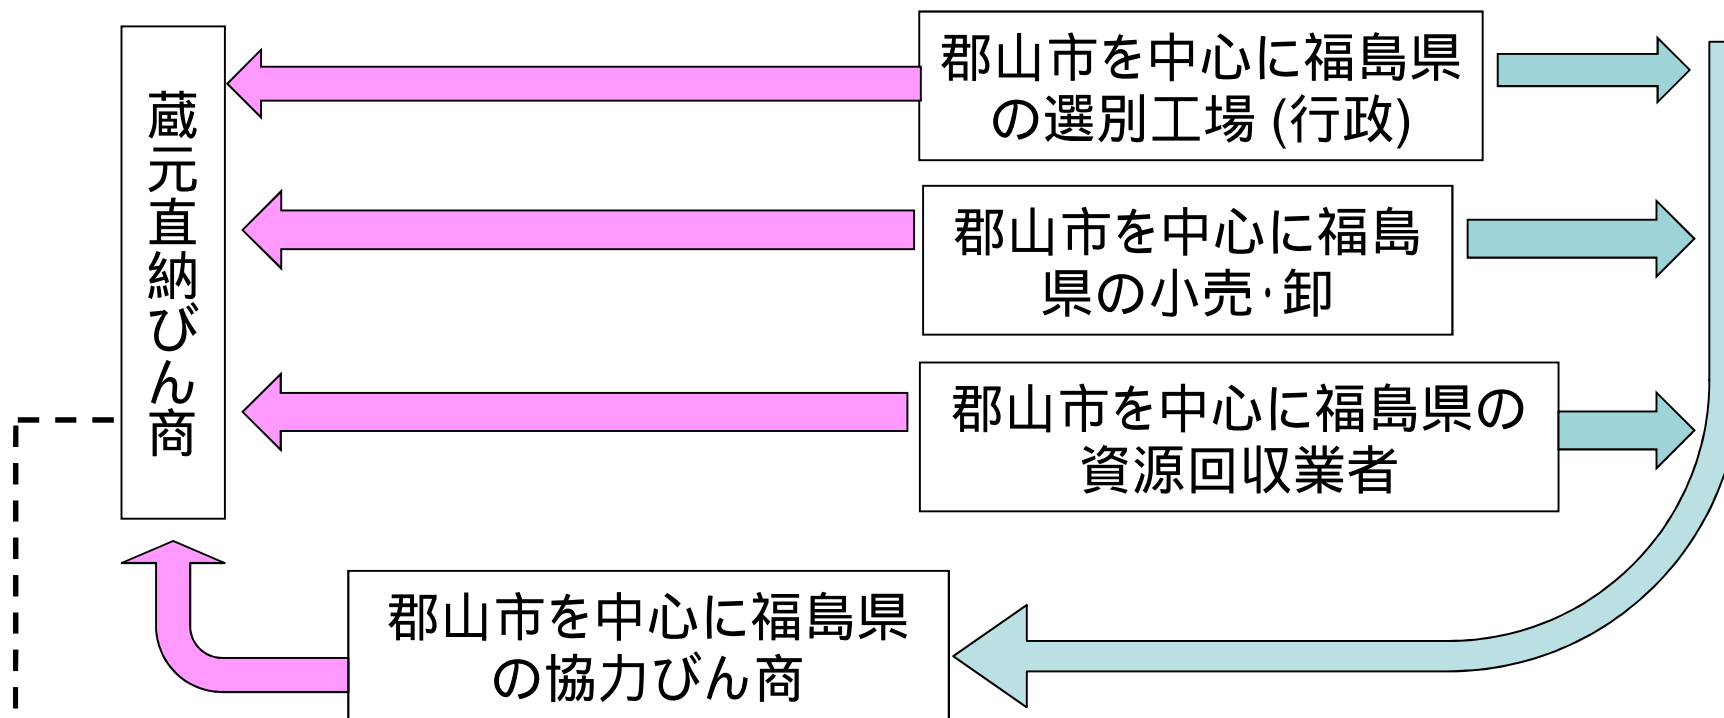 蔵元直納びん商
郡山市を中心に福島県
の選別工場(行政)
郡山市を中心に福島
県の小売･卸
郡山市を中心に福島県の
資源回収業者
郡山市を中心に福島県
の協力びん商